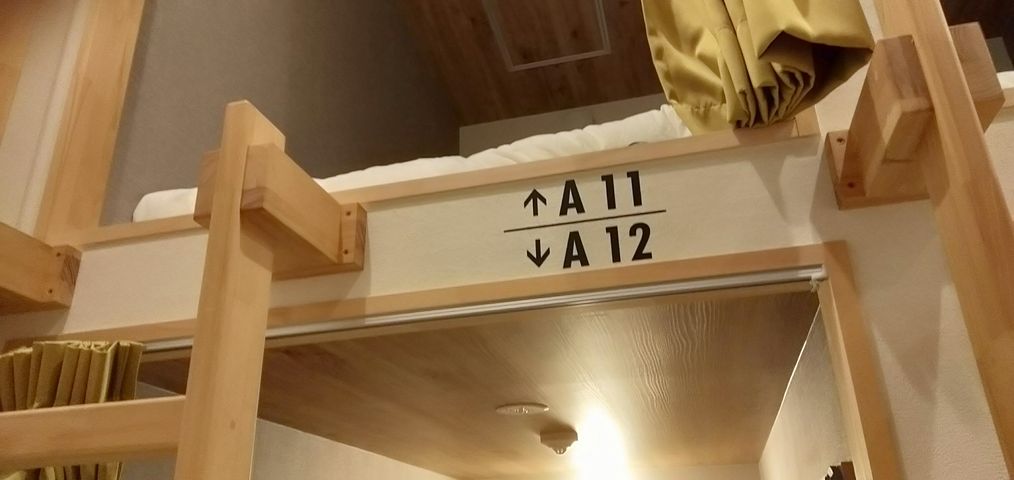 ↑ A 11
↓ A 12